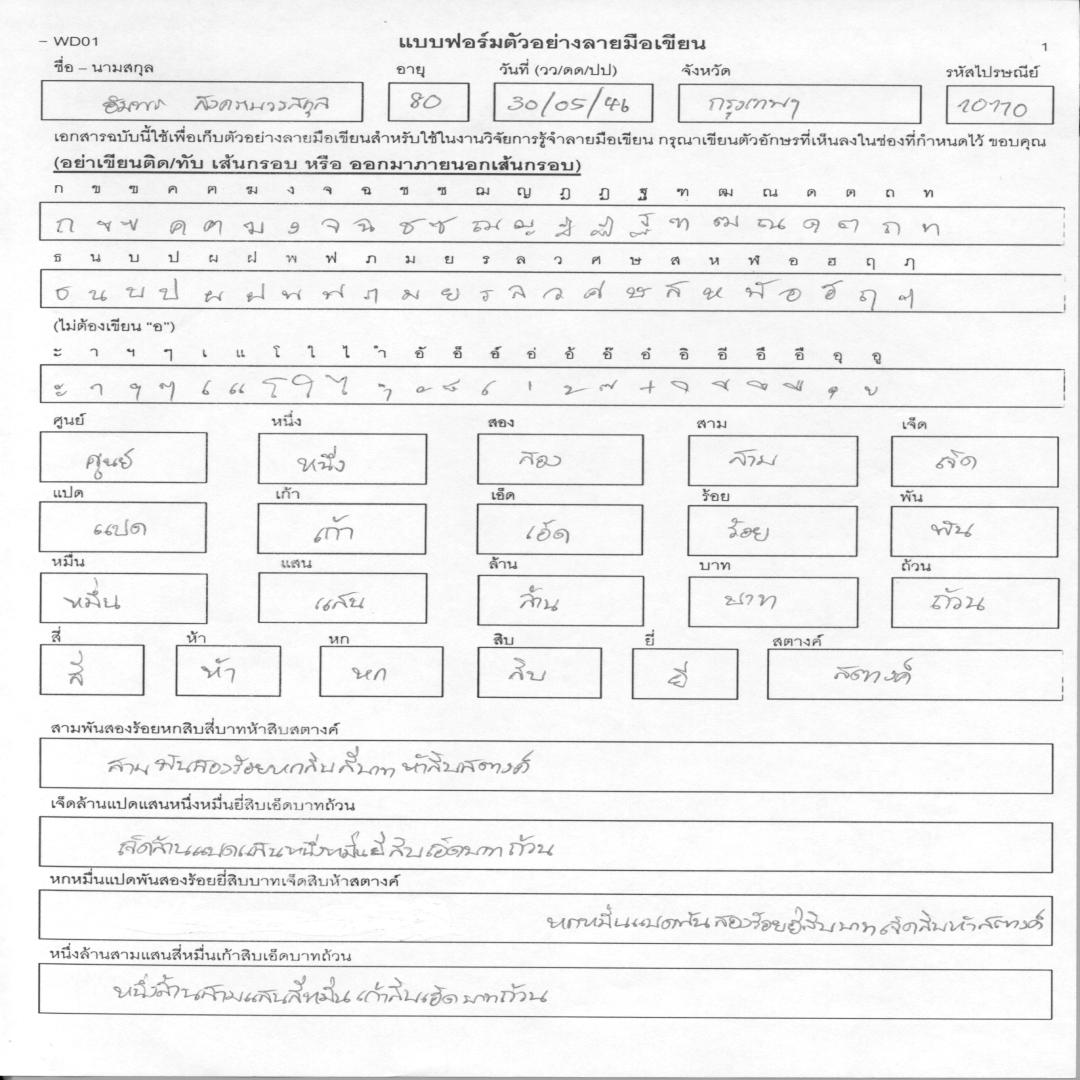 – WD01 แบบฟอร์มตัวอย่างลายมือเขียน 1
ชื่อ – นามสกุล อายุ วันที่ (วว/ดด/ปป) จังหวัด รหัสไปรษณีย์
80 30/05/46 กรุงเทพฯ 10110
เอกสารฉบับนี้ใช้เพื่อเก็บตัวอย่างลายมือเขียนสำหรับใช้ในงานวิจัยการรู้จำลายมือเขียน กรุณาเขียนตัวอักษรที่เห็นลงในช่องที่กำหนดไว้ ขอบคุณ
(อย่าเขียนติด/ทับ เส้นกรอบ หรือ ออกมาภายนอกเส้นกรอบ)
ก ข ฃ ค ฅ ฆ ง จ ฉ ช ซ ฌ ญ ฎ ฏ ฐ ฑ ฒ ณ ด ต ถ ท
ก ข ฃ ค ฅ ฆ ง จ ฉ ช ซ ฌ ญ ฎ ฏ ฐ ฑ ฒ ณ ด ต ถ ท
ธ น บ ป ผ ฝ พ ฟ ภ ม ย ร ล ว ศ ษ ส ห ฬ อ ฮ ฤ ฦ
ธ น บ ป ผ ฝ พ ฟ ภ ม ย ร ล ว ศ ษ ส ห ฬ อ ฮ ฤ ฦ
(ไม่ต้องเขียน “อ”)
ะ า ฯ ๆ เ แ โ ใ ไ ำ อั อ็ อ์ อ่ อ้ อ๊ อ๋ อิ อี อึ อื อุ อู
ะ า ฯ ๆ เ แ โ ใ ไ ำ ั ็ ์ ่ ้ ๊ ๋ ิ ี ึ ื ุ ู
ศูนย์ หนึ่ง สอง สาม เจ็ด
ศูนย์ หนึ่ง สอง สาม เจ็ด
แปด เก้า เอ็ด ร้อย พัน
แปด เก้า เอ็ด ร้อย พัน
หมื่น แสน ล้าน บาท ถ้วน
หมื่น แสน ล้าน บาท ถ้วน
สี่ ห้า หก สิบ ยี่ สตางค์
สี่ ห้า หก สิบ ยี่ สตางค์
สามพันสองร้อยหกสิบสี่บาทห้าสิบสตางค์
สามพันสองร้อยหกสิบสี่บาท ห้าสิบสตางค์
เจ็ดล้านแปดแสนหนึ่งหมื่นยี่สิบเอ็ดบาทถ้วน
เจ็ดล้านแปดแสนหนึ่งหมื่นยี่สิบเอ็ดบาทถ้วน
หกหมื่นแปดพันสองร้อยยี่สิบบาทเจ็ดสิบห้าสตางค์
หกหมื่นแปดพันสองร้อยยี่สิบบาทเจ็ดสิบห้าสตางค์
หนึ่งล้านสามแสนสี่หมื่นเก้าสิบเอ็ดบาทถ้วน
หนึ่งล้านสามแสนสี่หมื่นเก้าสิบเอ็ดบาทถ้วน